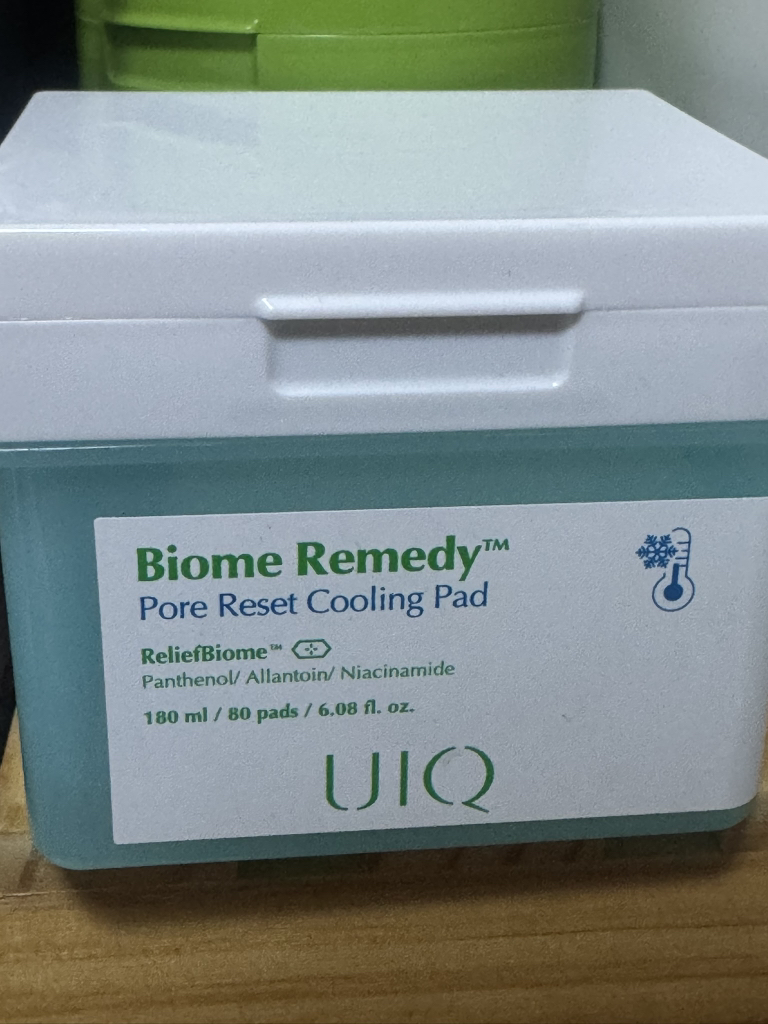 Biome Remedy™
Pore Reset Cooling Pad
ReliefBiome™
Panthenol/ Allantoin/ Niacinamide
180 ml / 80 pads / 6.08 fl. oz.
UIQ